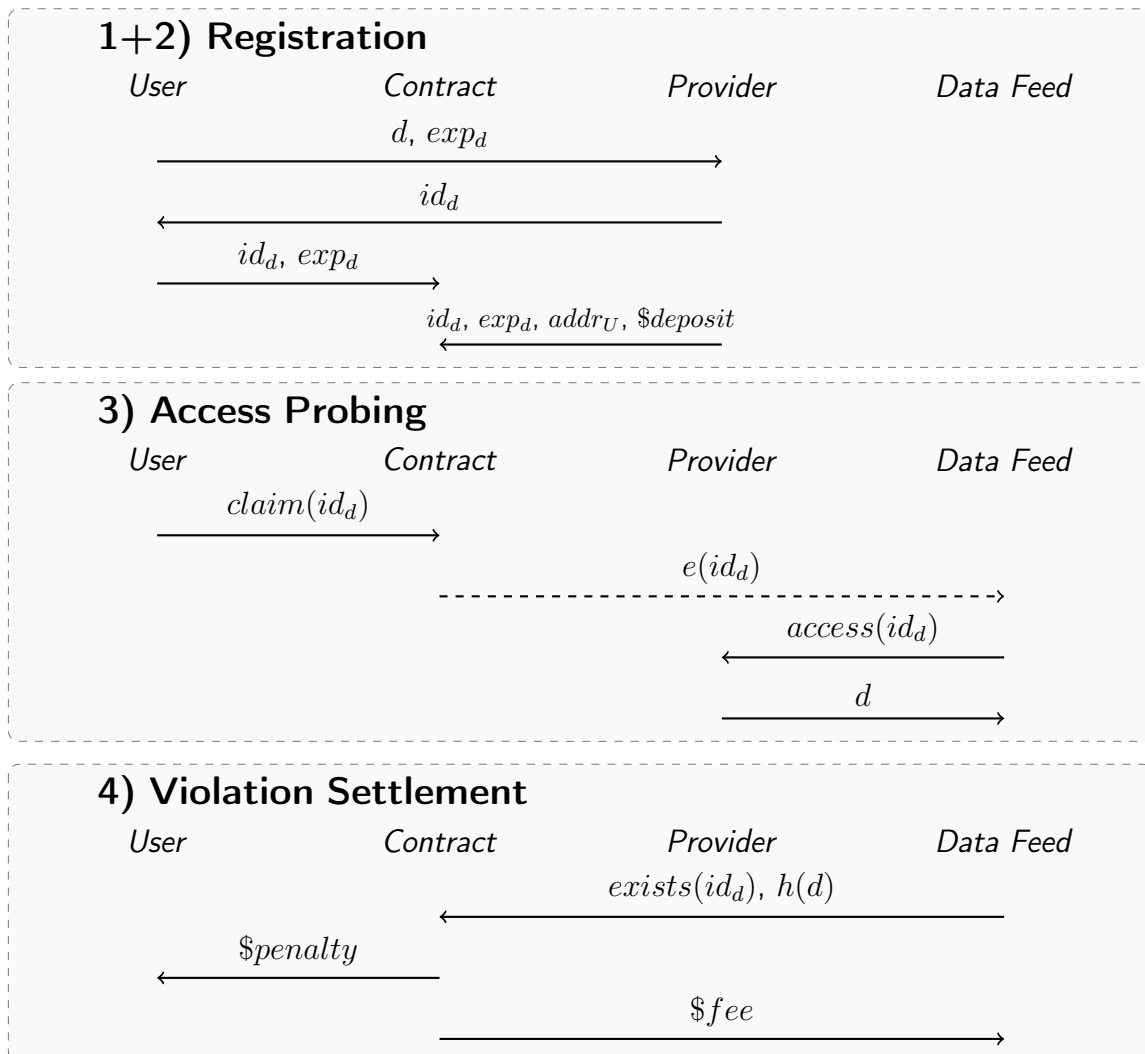 1+2) Registration
User Contract Provider Data Feed
d, exp_d
id_d
id_d, exp_d
id_d, exp_d, addr_U, $deposit
3) Access Probing
User Contract Provider Data Feed
claim(id_d)
e(id_d)
access(id_d)
d
4) Violation Settlement
User Contract Provider Data Feed
exists(id_d), h(d)
$penalty
$fee